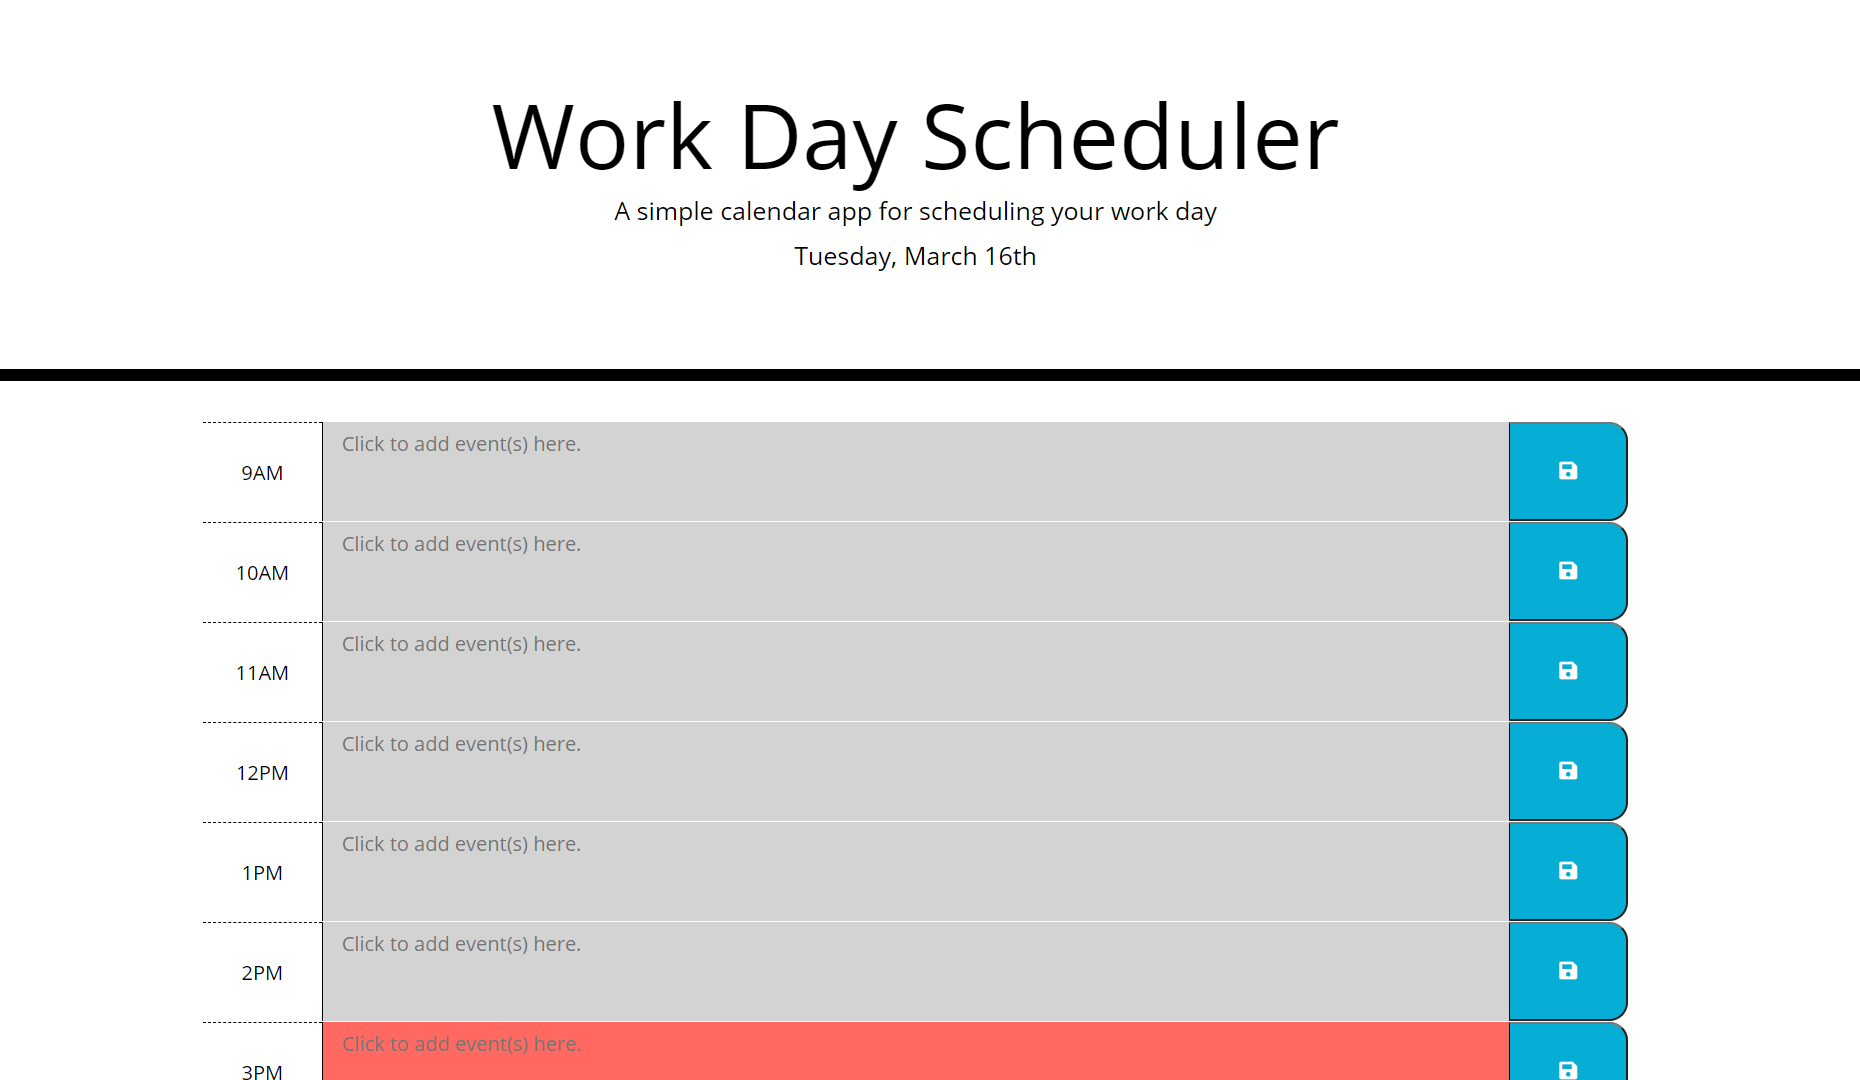 Work Day Scheduler
A simple calendar app for scheduling your work day
Tuesday, March 16th
9AM
Click to add event(s) here.
10AM
Click to add event(s) here.
11AM
Click to add event(s) here.
12PM
Click to add event(s) here.
1PM
Click to add event(s) here.
2PM
Click to add event(s) here.
3PM
Click to add event(s) here.